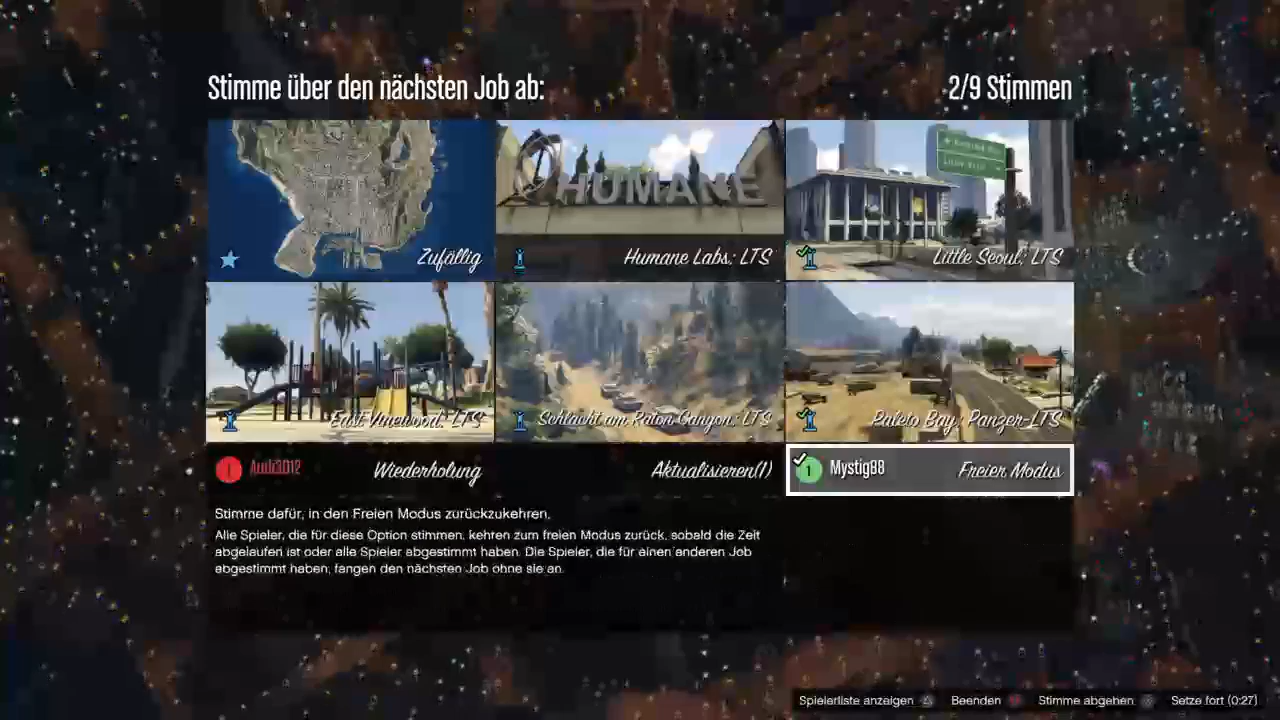 Stimme über den nächsten Job ab:
2/9 Stimmen
HUMANE
Zufällig
Humane Labs: LTS
Little Seoul: LTS
East Vinewood: LTS
Schlacht am Raton Canyon: LTS
Paleto Bay: Panzer-LTS
1
Wiederholung
Aktualisieren(1)
1 Mystig88
Freier Modus
Stimme dafür, in den Freien Modus zurückzukehren.
Alle Spieler, die für diese Option stimmen, kehren zum freien Modus zurück, sobald die Zeit
abgelaufen ist oder alle Spieler abgestimmt haben. Die Spieler, die für einen anderen Job
abgestimmt haben, fangen den nächsten Job ohne sie an.
Spielerliste anzeigen
Beenden
Stimme abgeben
Setze fort (0:27)